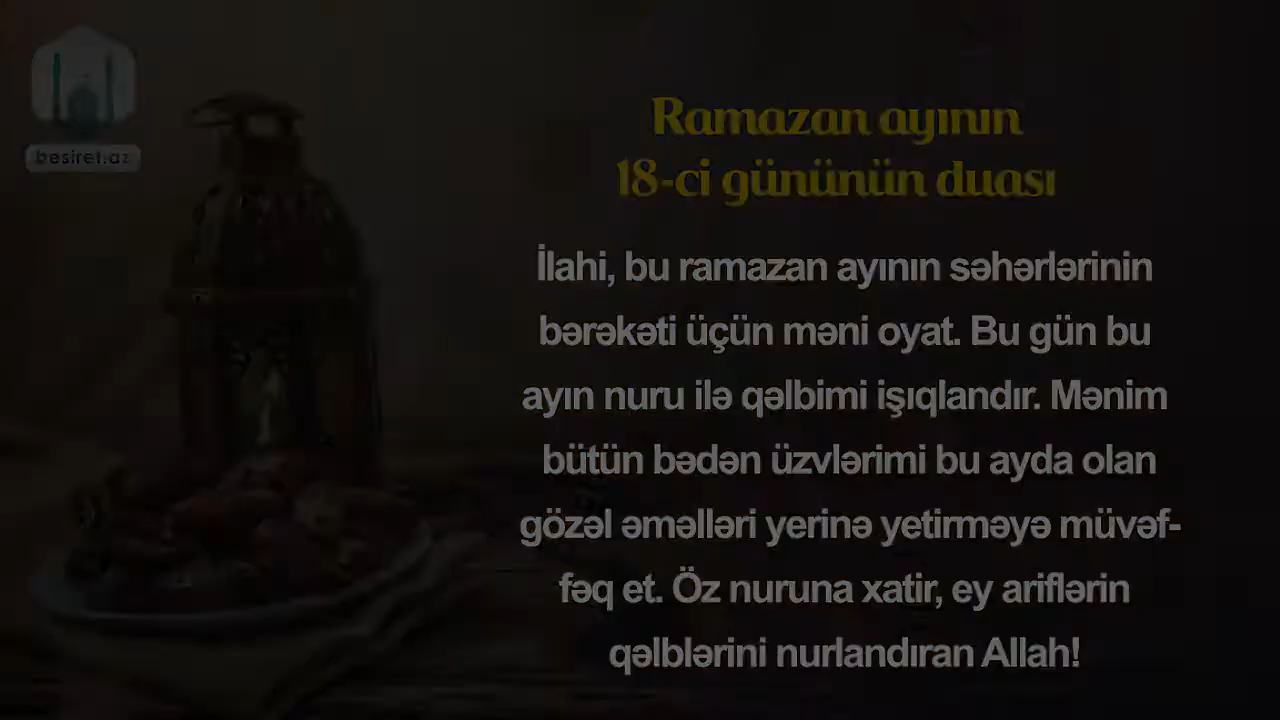 besiret.az
Ramazan ayının
18-ci gününün duası
İlahi, bu ramazan ayının səhərlərinin
bərəkəti üçün məni oyat. Bu gün bu
ayın nuru ilə qəlbimi işıqlandır. Mənim
bütün bədən üzvlərimi bu ayda olan
gözəl əməlləri yerinə yetirməyə müvəf-
fəq et. Öz nuruna xatir, ey ariflərin
qəlblərini nurlandıran Allah!